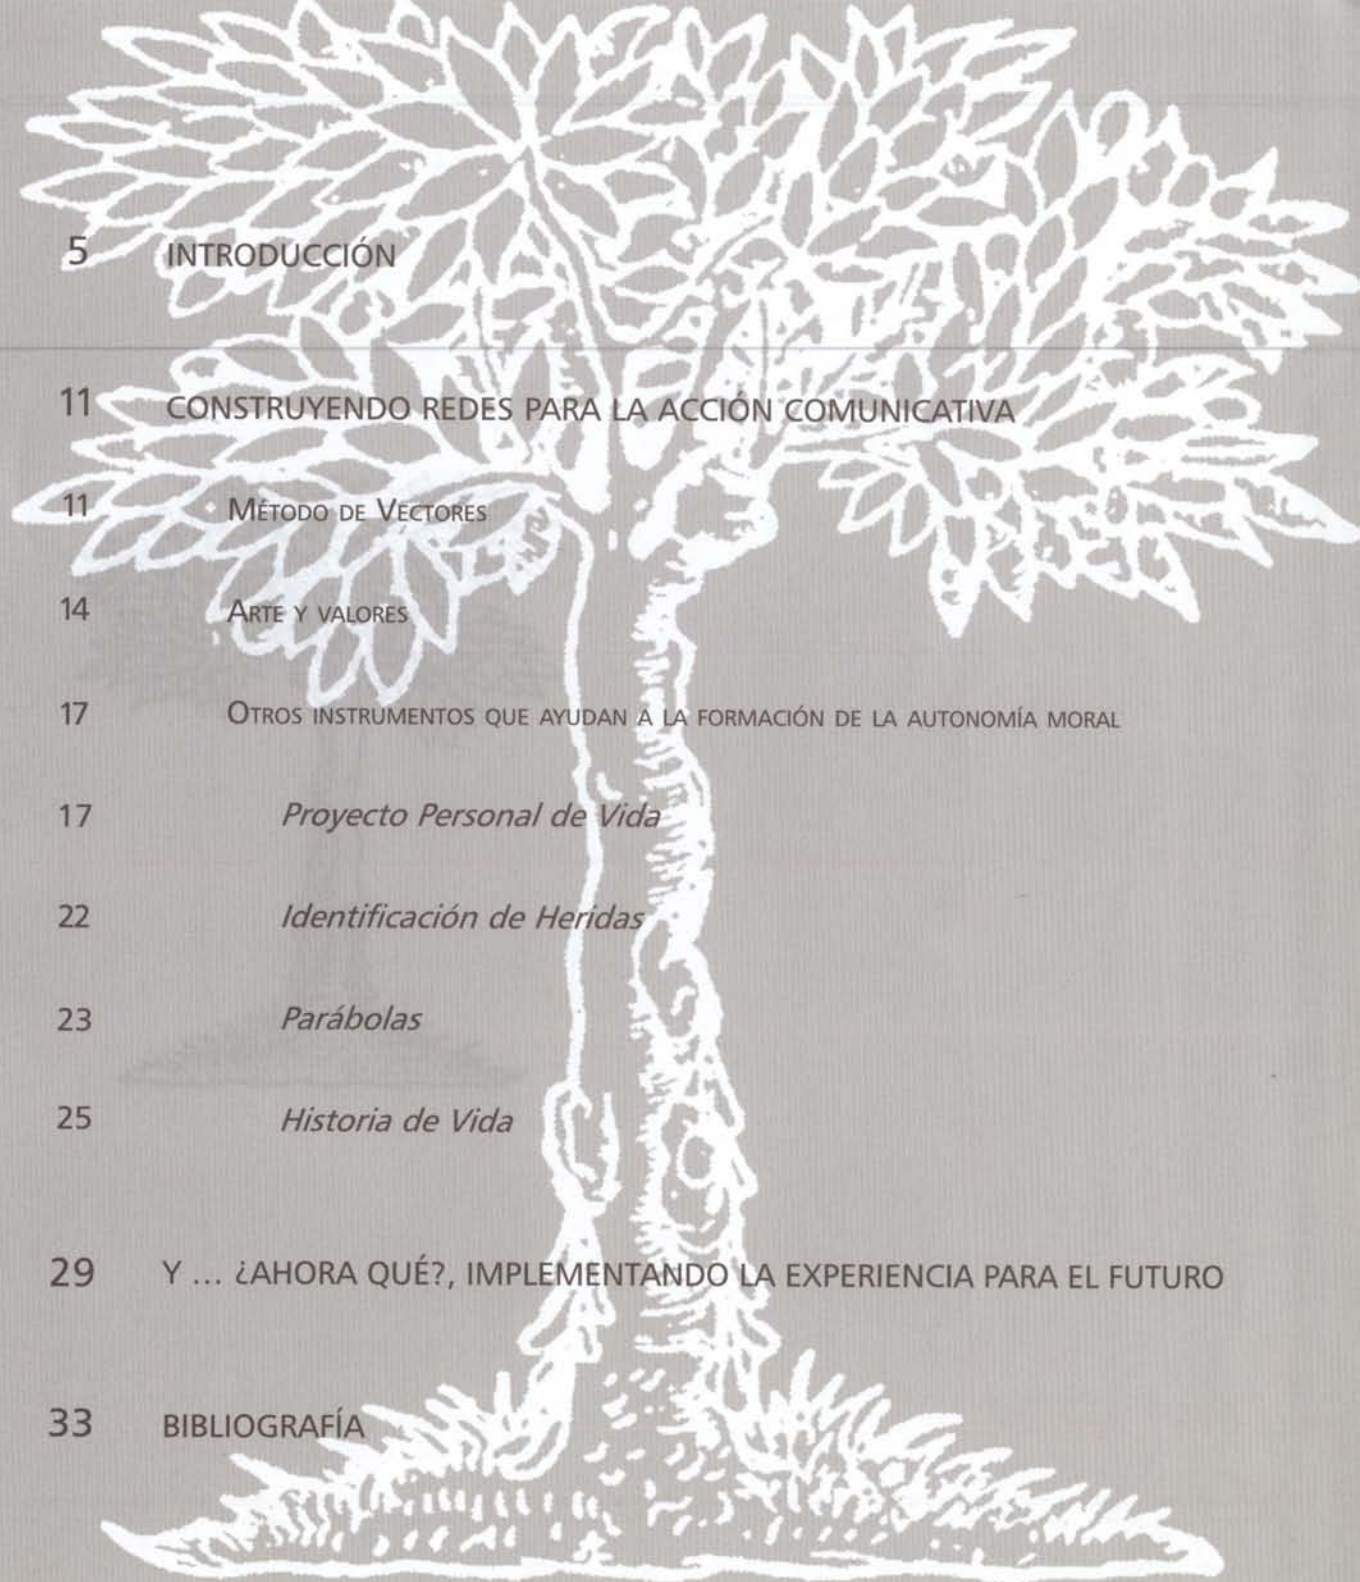 5 INTRODUCCIÓN
11 CONSTRUYENDO REDES PARA LA ACCIÓN COMUNICATIVA
11 MÉTODO DE VECTORES
14 ARTE Y VALORES
17 OTROS INSTRUMENTOS QUE AYUDAN A LA FORMACIÓN DE LA AUTONOMÍA MORAL
17 Proyecto Personal de Vida
22 Identificación de Heridas
23 Parábolas
25 Historia de Vida
29 Y ... ¿AHORA QUÉ?, IMPLEMENTANDO LA EXPERIENCIA PARA EL FUTURO
33 BIBLIOGRAFÍA